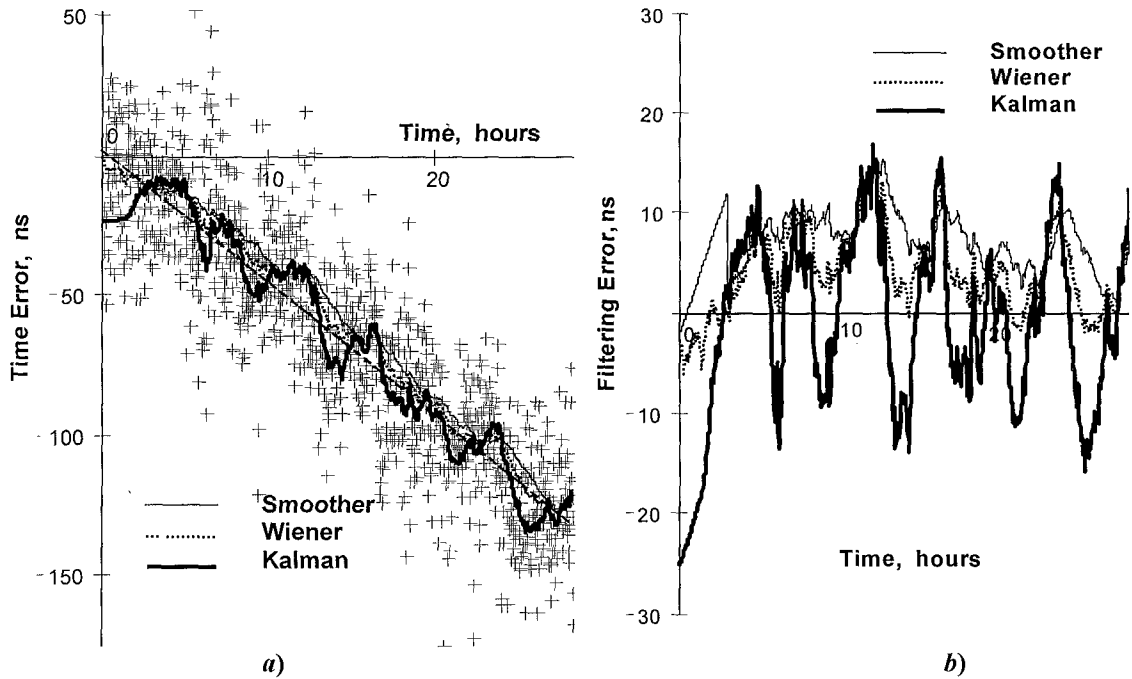 50
0
Time, hours
10
20
Time Error, ns
-50
-100
-150
Smoother
Wiener
Kalman
a)
30
20
10
0
-10
-20
-30
Filtering Error, ns
Smoother
Wiener
Kalman
10
20
Time, hours
b)